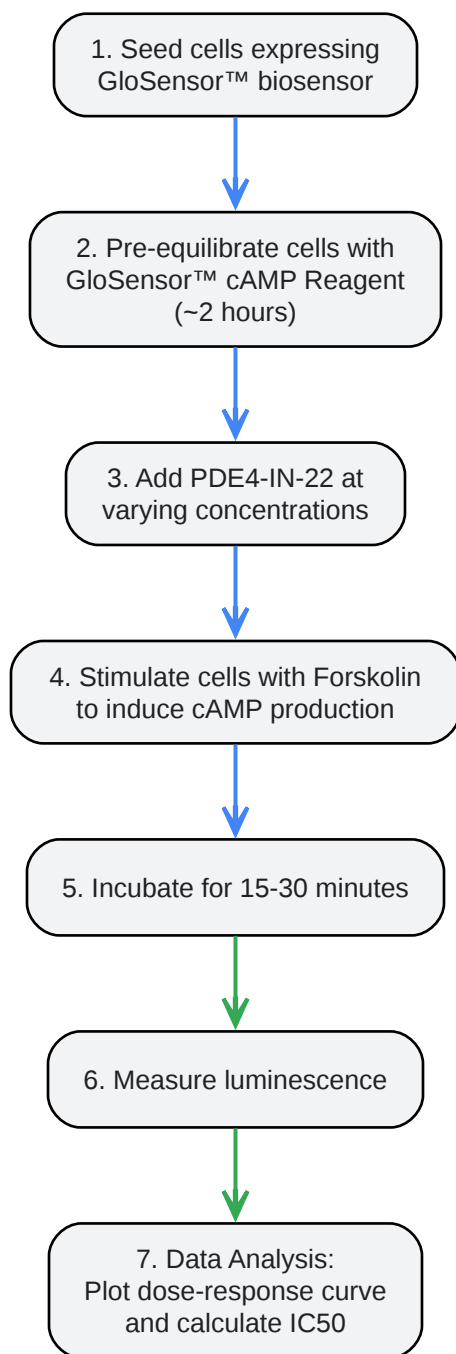 1. Seed cells expressing
GloSensor™ biosensor
2. Pre-equilibrate cells with
GloSensor™ cAMP Reagent
(~2 hours)
3. Add PDE4-IN-22 at
varying concentrations
4. Stimulate cells with Forskolin
to induce cAMP production
5. Incubate for 15-30 minutes
6. Measure luminescence
7. Data Analysis:
Plot dose-response curve
and calculate IC50